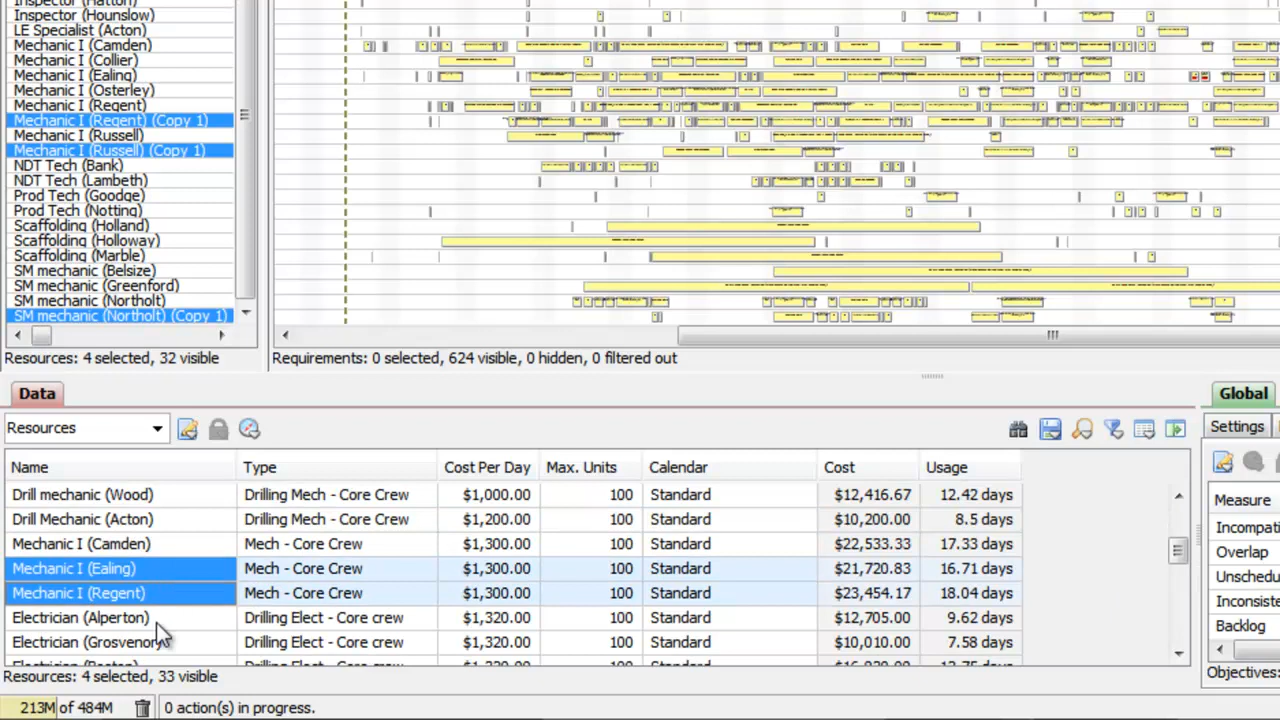 Inspector (Hatton)
Inspector (Hounslow)
LE Specialist (Acton)
Mechanic I (Camden)
Mechanic I (Collier)
Mechanic I (Ealing)
Mechanic I (Osterley)
Mechanic I (Regent)
Mechanic I (Regent) (Copy 1)
Mechanic I (Russell)
Mechanic I (Russell) (Copy 1)
NDT Tech (Bank)
NDT Tech (Lambeth)
Prod Tech (Goodge)
Prod Tech (Notting)
Scaffolding (Holland)
Scaffolding (Holloway)
Scaffolding (Marble)
SM mechanic (Belsize)
SM mechanic (Greenford)
SM mechanic (Northolt)
SM mechanic (Northolt) (Copy 1)
Resources: 4 selected, 32 visible
Requirements: 0 selected, 624 visible, 0 hidden, 0 filtered out
Data
Global
Resources
Settings
Name Type Cost Per Day Max. Units Calendar Cost Usage
Drill mechanic (Wood) Drilling Mech - Core Crew $1,000.00 100 Standard $12,416.67 12.42 days
Drill Mechanic (Acton) Drilling Mech - Core Crew $1,200.00 100 Standard $10,200.00 8.5 days
Mechanic I (Camden) Mech - Core Crew $1,300.00 100 Standard $22,533.33 17.33 days
Mechanic I (Ealing) Mech - Core Crew $1,300.00 100 Standard $21,720.83 16.71 days
Mechanic I (Regent) Mech - Core Crew $1,300.00 100 Standard $23,454.17 18.04 days
Electrician (Alperton) Drilling Elect - Core crew $1,320.00 100 Standard $12,705.00 9.62 days
Electrician (Grosvenor) Drilling Elect - Core crew $1,320.00 100 Standard $10,010.00 7.58 days
Measure
Incompati
Overlap
Unschedu
Inconsiste
Backlog
Objectives:
Resources: 4 selected, 33 visible
213M of 484M 0 action(s) in progress.